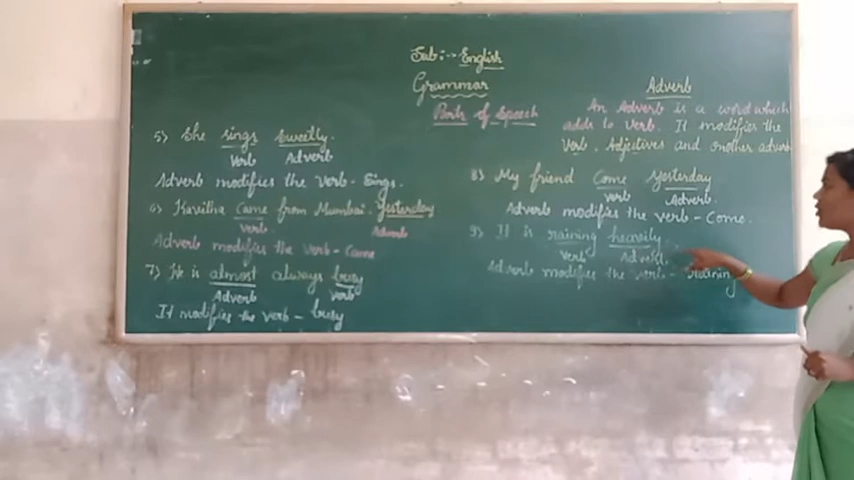 Sub:- English
Grammar
Parts of Speech
Adverb
An Adverb is a word which
adds to verb. It modifies the
verb, Adjectives and another adverb
5) She sings sweetly.
Verb Adverb
Adverb modifies the verb - Sings.
6) Kavitha came from Mumbai Yesterday
verb Adverb
Adverb modifies the verb - Came
7) He is almost always busy
Adverb verb
It modifies the verb - busy
8) My friend Come Yesterday
verb Adverb
Adverb modifies the verb - Come.
9) It is raining heavily.
Verb Adverb
Adverb modifies the verb - raining